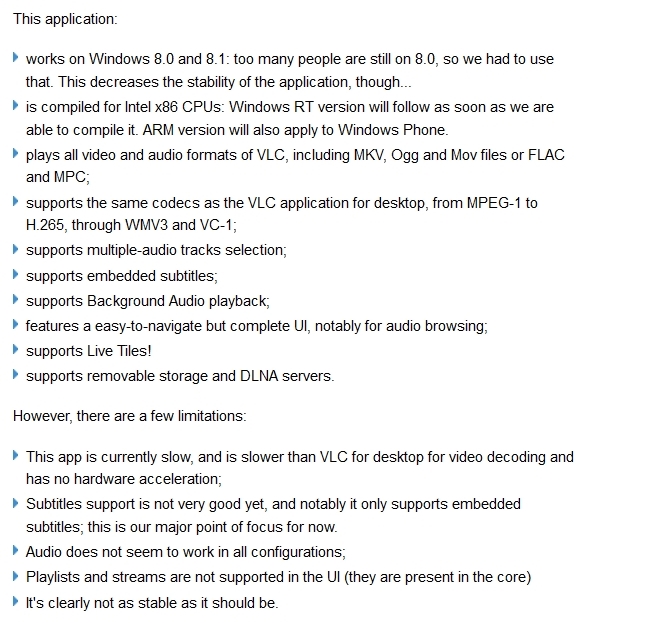 This application:
works on Windows 8.0 and 8.1: too many people are still on 8.0, so we had to use
that. This decreases the stability of the application, though...
is compiled for Intel x86 CPUs: Windows RT version will follow as soon as we are
able to compile it. ARM version will also apply to Windows Phone.
plays all video and audio formats of VLC, including MKV, Ogg and Mov files or FLAC
and MPC;
supports the same codecs as the VLC application for desktop, from MPEG-1 to
H.265, through WMV3 and VC-1;
supports multiple-audio tracks selection;
supports embedded subtitles;
supports Background Audio playback;
features a easy-to-navigate but complete UI, notably for audio browsing;
supports Live Tiles!
supports removable storage and DLNA servers.
However, there are a few limitations:
This app is currently slow, and is slower than VLC for desktop for video decoding and
has no hardware acceleration;
Subtitles support is not very good yet, and notably it only supports embedded
subtitles; this is our major point of focus for now.
Audio does not seem to work in all configurations;
Playlists and streams are not supported in the UI (they are present in the core)
It's clearly not as stable as it should be.